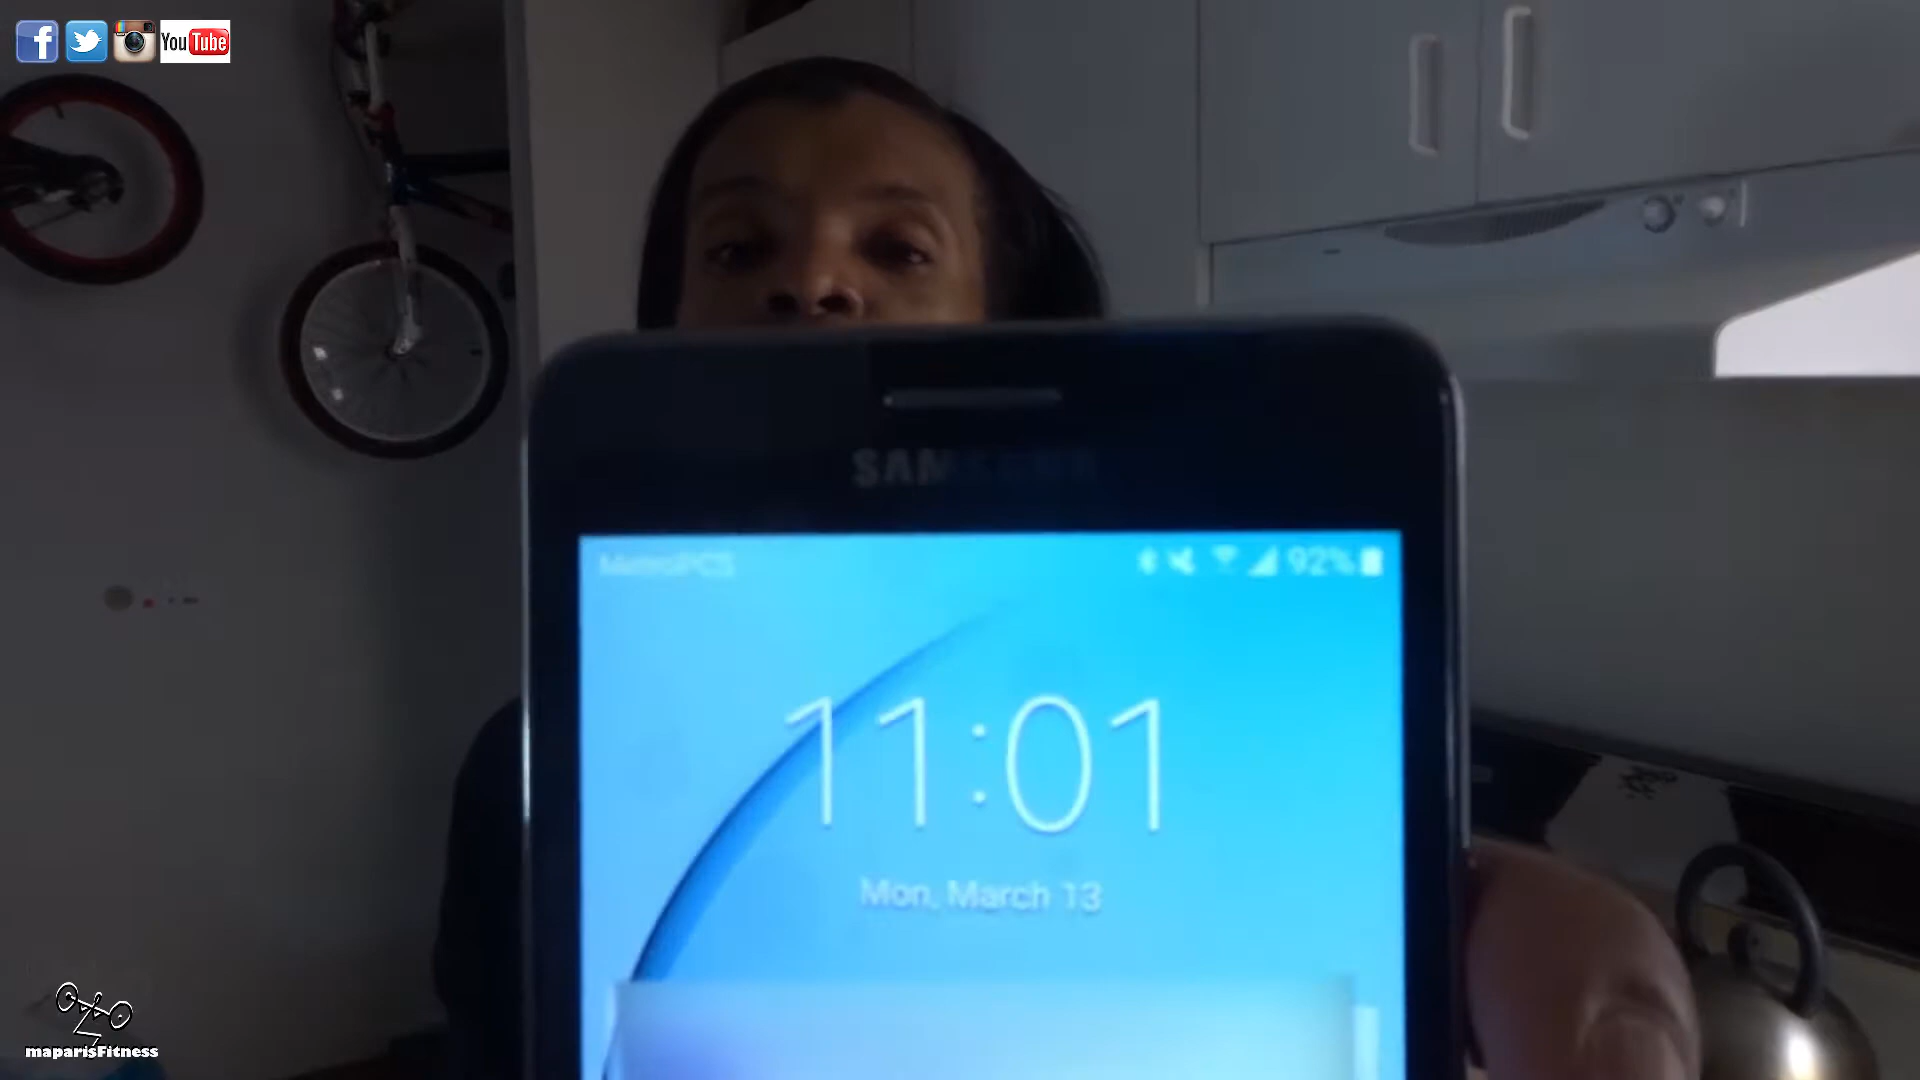 You Tube
SAMSUNG
MetroPCS 92%
11:01
Mon, March 13
maparisFitness